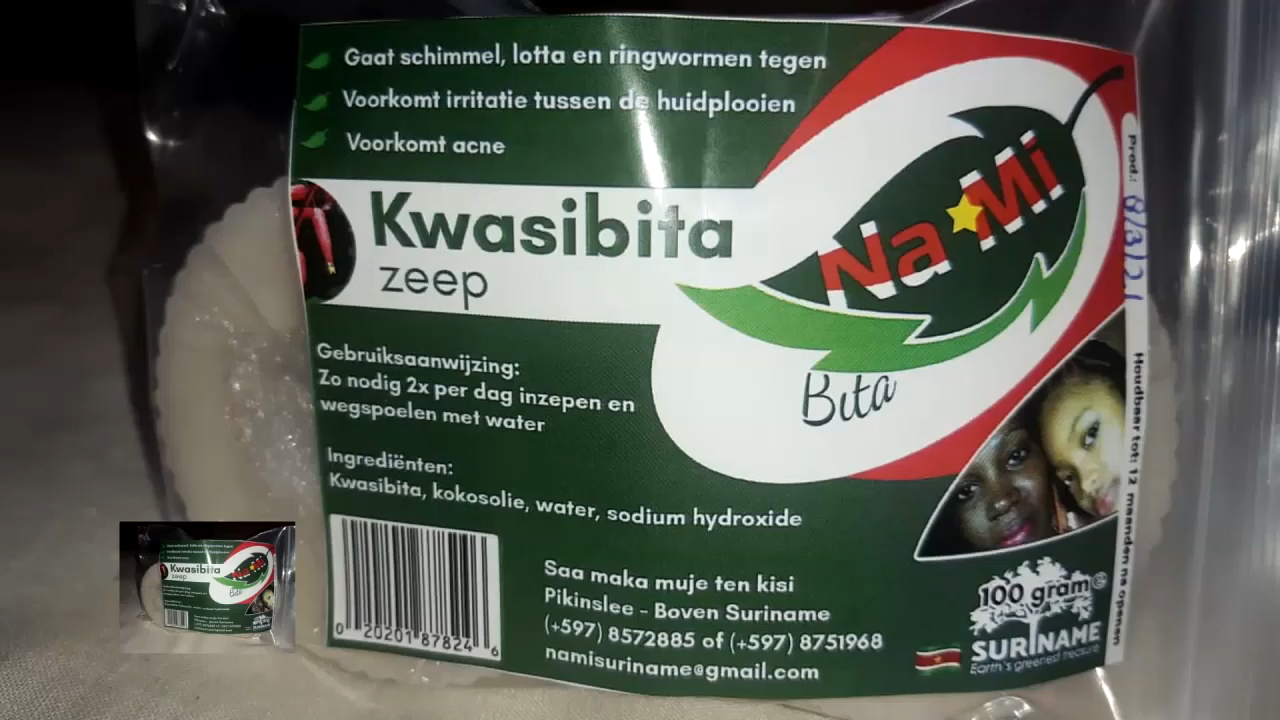 Gaat schimmel, lotta en ringwormen tegen
Voorkomt irritatie tussen de huidplooien
Voorkomt acne
Kwasibita
zeep
Na Mi
Bita
Gebruiksaanwijzing:
Zo nodig 2x per dag inzepen en
wegspoelen met water
Ingrediënten:
Kwasibita, kokosolie, water, sodium hydroxide
0 20201 87824 6
Saa maka muje ten kisi
Pikinslee - Boven Suriname
(+597) 8572885 of (+597) 8751968
namisuriname@gmail.com
100 gram
SURINAME
Earth's greenest treasure
Prod.: 8/3/21
Houdbaar tot: 12 maanden na openen